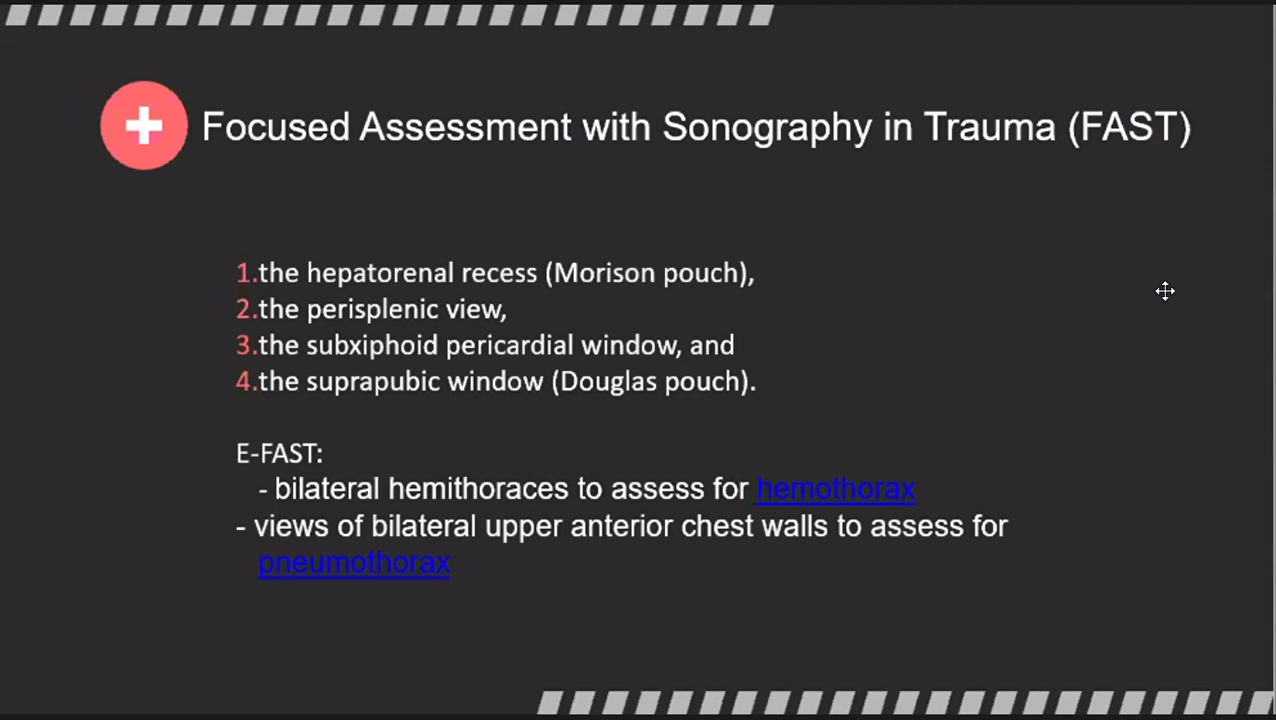 Focused Assessment with Sonography in Trauma (FAST)
1.the hepatorenal recess (Morison pouch),
2.the perisplenic view,
3.the subxiphoid pericardial window, and
4.the suprapubic window (Douglas pouch).
E-FAST:
- bilateral hemithoraces to assess for hemothorax
- views of bilateral upper anterior chest walls to assess for
pneumothorax